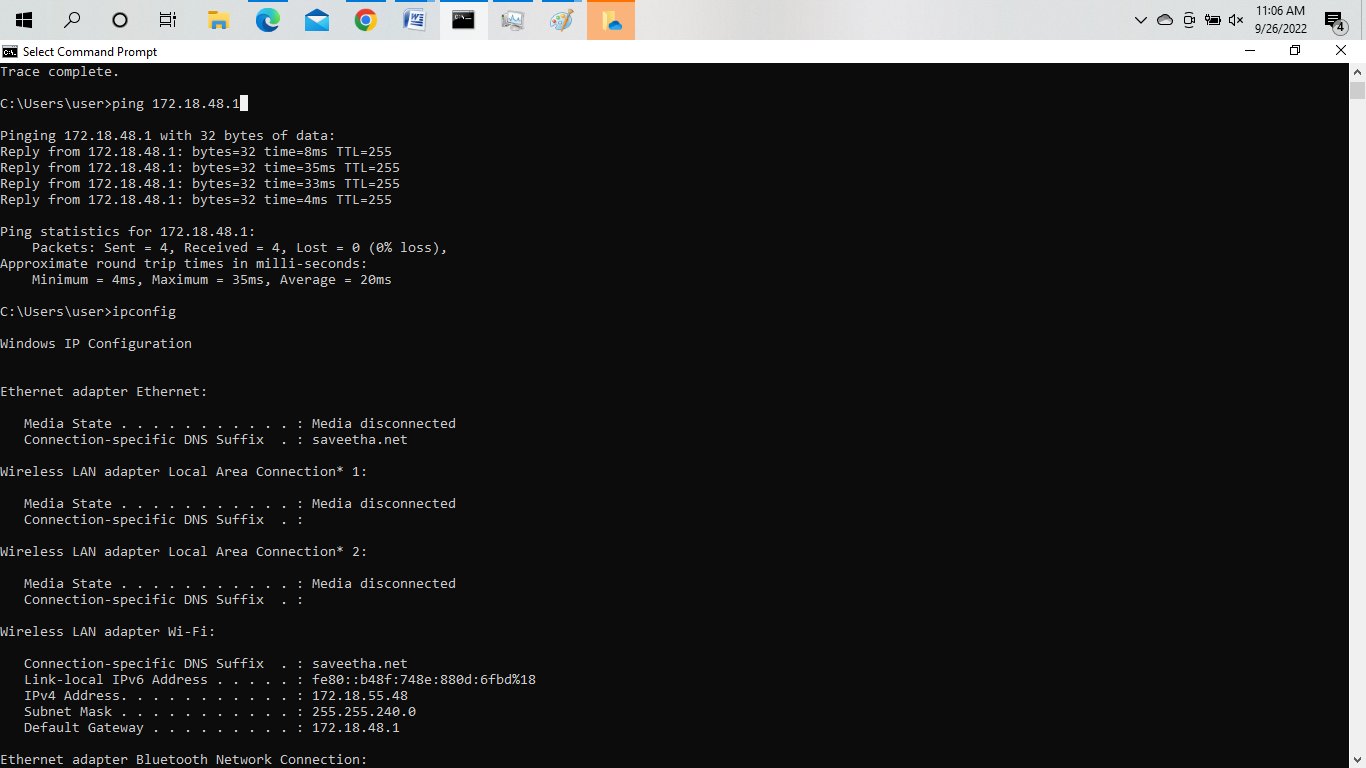 11:06 AM
9/26/2022
4
Select Command Prompt
Trace complete.
C:\Users\user>ping 172.18.48.1
Pinging 172.18.48.1 with 32 bytes of data:
Reply from 172.18.48.1: bytes=32 time=8ms TTL=255
Reply from 172.18.48.1: bytes=32 time=35ms TTL=255
Reply from 172.18.48.1: bytes=32 time=33ms TTL=255
Reply from 172.18.48.1: bytes=32 time=4ms TTL=255
Ping statistics for 172.18.48.1:
    Packets: Sent = 4, Received = 4, Lost = 0 (0% loss),
Approximate round trip times in milli-seconds:
    Minimum = 4ms, Maximum = 35ms, Average = 20ms
C:\Users\user>ipconfig
Windows IP Configuration
Ethernet adapter Ethernet:
   Media State . . . . . . . . . . . : Media disconnected
   Connection-specific DNS Suffix  . : saveetha.net
Wireless LAN adapter Local Area Connection* 1:
   Media State . . . . . . . . . . . : Media disconnected
   Connection-specific DNS Suffix  . :
Wireless LAN adapter Local Area Connection* 2:
   Media State . . . . . . . . . . . : Media disconnected
   Connection-specific DNS Suffix  . :
Wireless LAN adapter Wi-Fi:
   Connection-specific DNS Suffix  . : saveetha.net
   Link-local IPv6 Address . . . . . : fe80::b48f:748e:880d:6fbd%18
   IPv4 Address. . . . . . . . . . . : 172.18.55.48
   Subnet Mask . . . . . . . . . . . : 255.255.240.0
   Default Gateway . . . . . . . . . : 172.18.48.1
Ethernet adapter Bluetooth Network Connection: